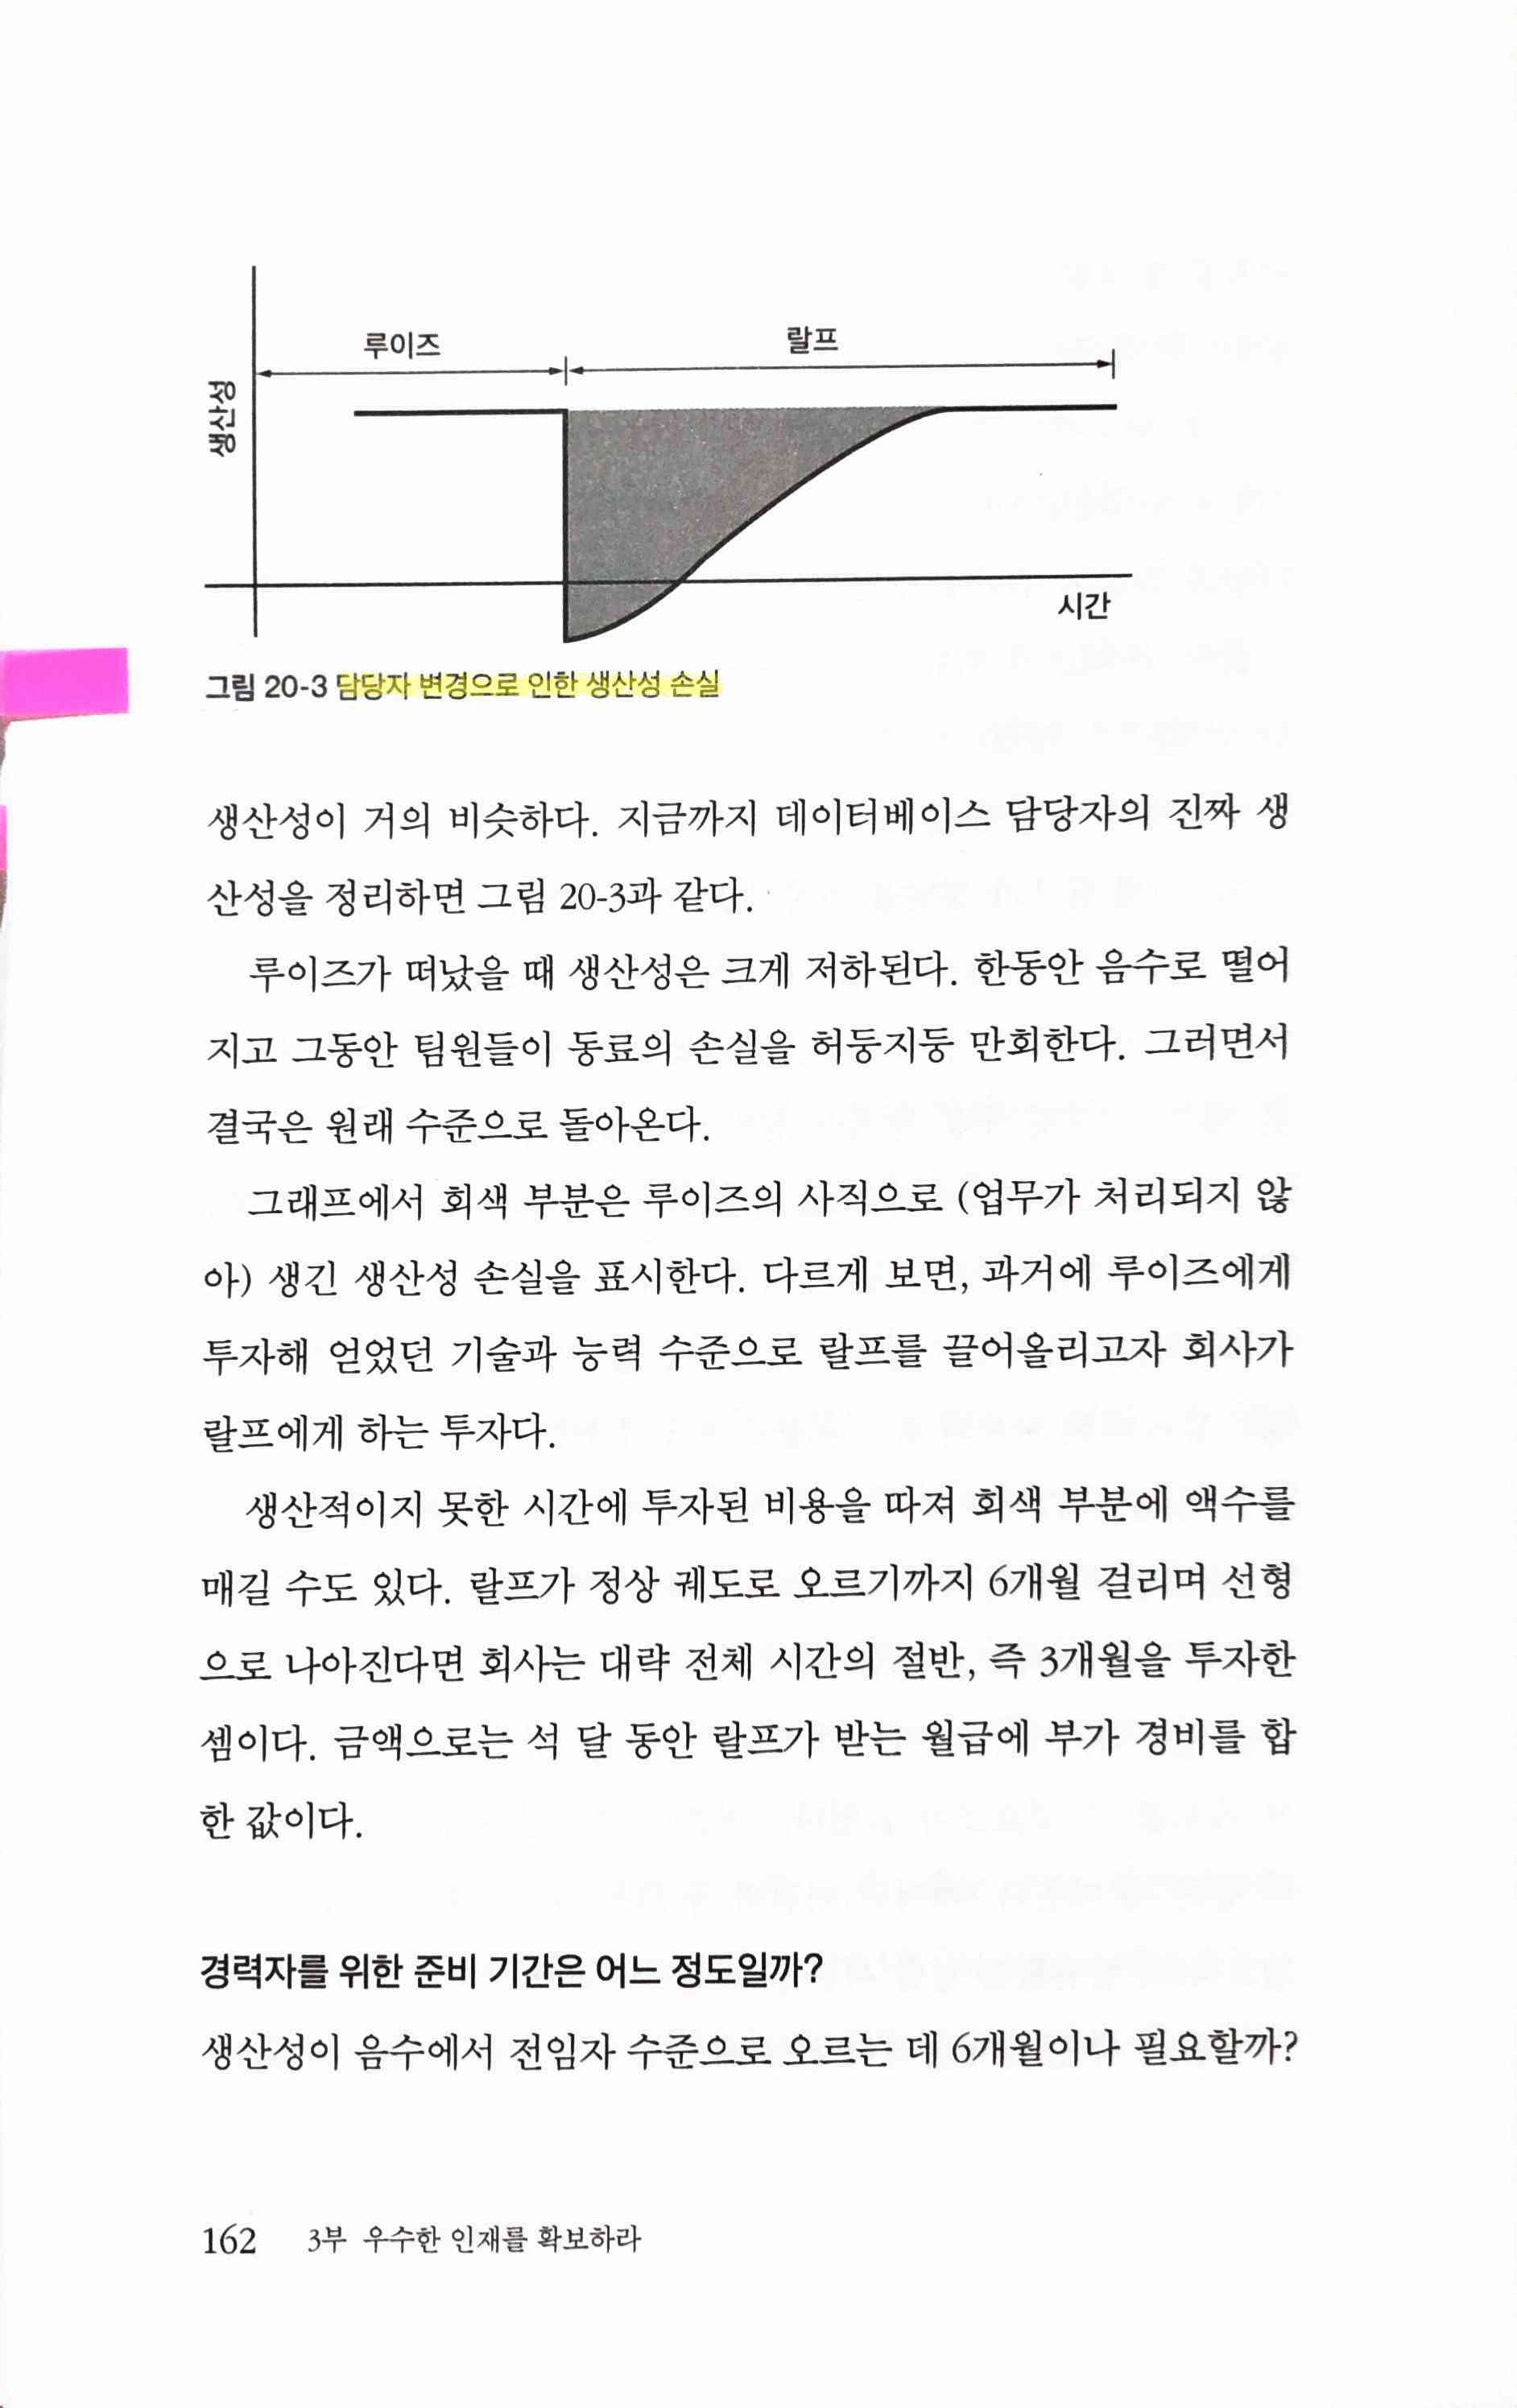 루이즈
랄프
생산성
시간
그림 20-3 담당자 변경으로 인한 생산성 손실
생산성이 거의 비슷하다. 지금까지 데이터베이스 담당자의 진짜 생
산성을 정리하면 그림 20-3과 같다.
루이즈가 떠났을 때 생산성은 크게 저하된다. 한동안 음수로 떨어
지고 그동안 팀원들이 동료의 손실을 허둥지둥 만회한다. 그러면서
결국은 원래 수준으로 돌아온다.
그래프에서 회색 부분은 루이즈의 사직으로 (업무가 처리되지 않
아) 생긴 생산성 손실을 표시한다. 다르게 보면, 과거에 루이즈에게
투자해 얻었던 기술과 능력 수준으로 랄프를 끌어올리고자 회사가
랄프에게 하는 투자다.
생산적이지 못한 시간에 투자된 비용을 따져 회색 부분에 액수를
매길 수도 있다. 랄프가 정상 궤도로 오르기까지 6개월 걸리며 선형
으로 나아진다면 회사는 대략 전체 시간의 절반, 즉 3개월을 투자한
셈이다. 금액으로는 석 달 동안 랄프가 받는 월급에 부가 경비를 합
한 값이다.
경력자를 위한 준비 기간은 어느 정도일까?
생산성이 음수에서 전임자 수준으로 오르는 데 6개월이나 필요할까?
162 3부 우수한 인재를 확보하라